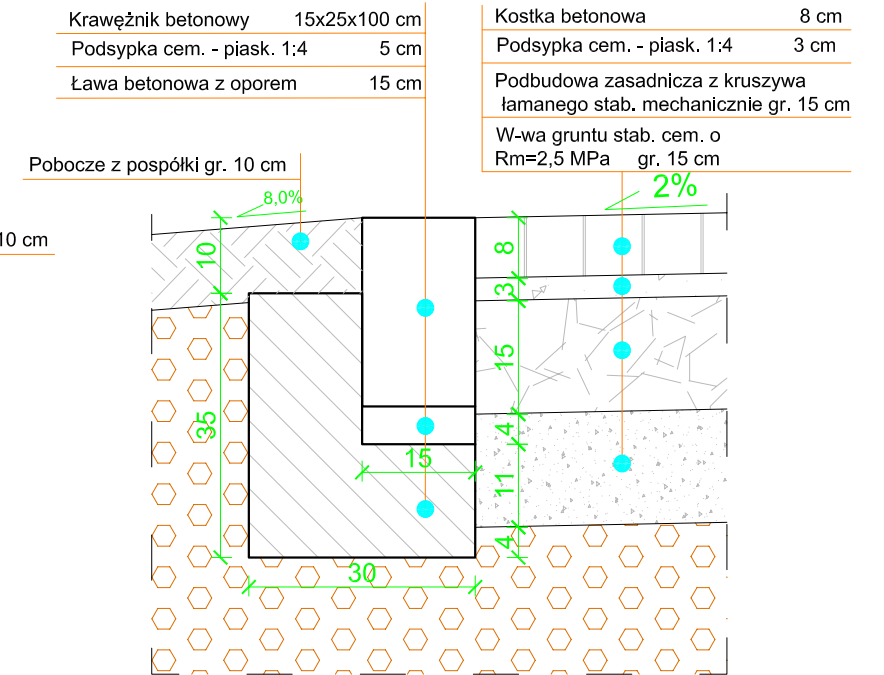 Krawężnik betonowy 15x25x100 cm
Podsypka cem. - piask. 1:4 5 cm
Ława betonowa z oporem 15 cm
Kostka betonowa 8 cm
Podsypka cem. - piask. 1:4 3 cm
Podbudowa zasadnicza z kruszywa
łamanego stab. mechanicznie gr. 15 cm
W-wa gruntu stab. cem. o
Rm=2,5 MPa gr. 15 cm
Pobocze z pospółki gr. 10 cm
8,0%
2%
10 cm
10
8
3
15
35
4
15
11
4
30